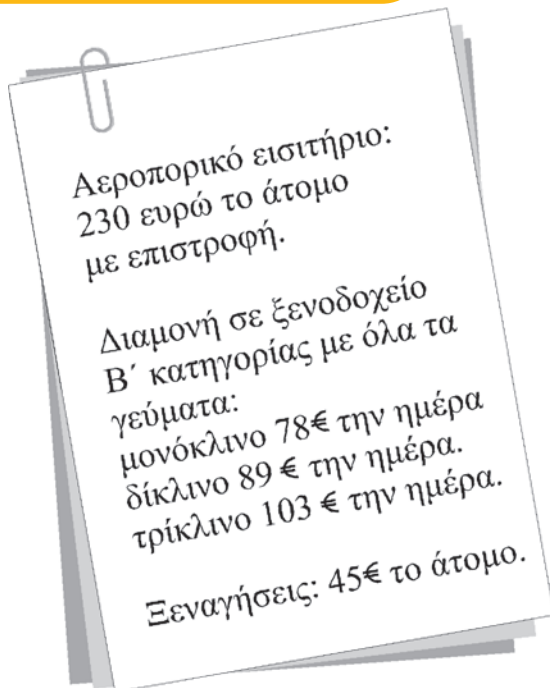 Αεροπορικό εισιτήριο:
230 ευρώ το άτομο
με επιστροφή.
Διαμονή σε ξενοδοχείο
Β΄ κατηγορίας με όλα τα
γεύματα:
μονόκλινο 78€ την ημέρα
δίκλινο 89 € την ημέρα.
τρίκλινο 103 € την ημέρα.
Ξεναγήσεις: 45€ το άτομο.